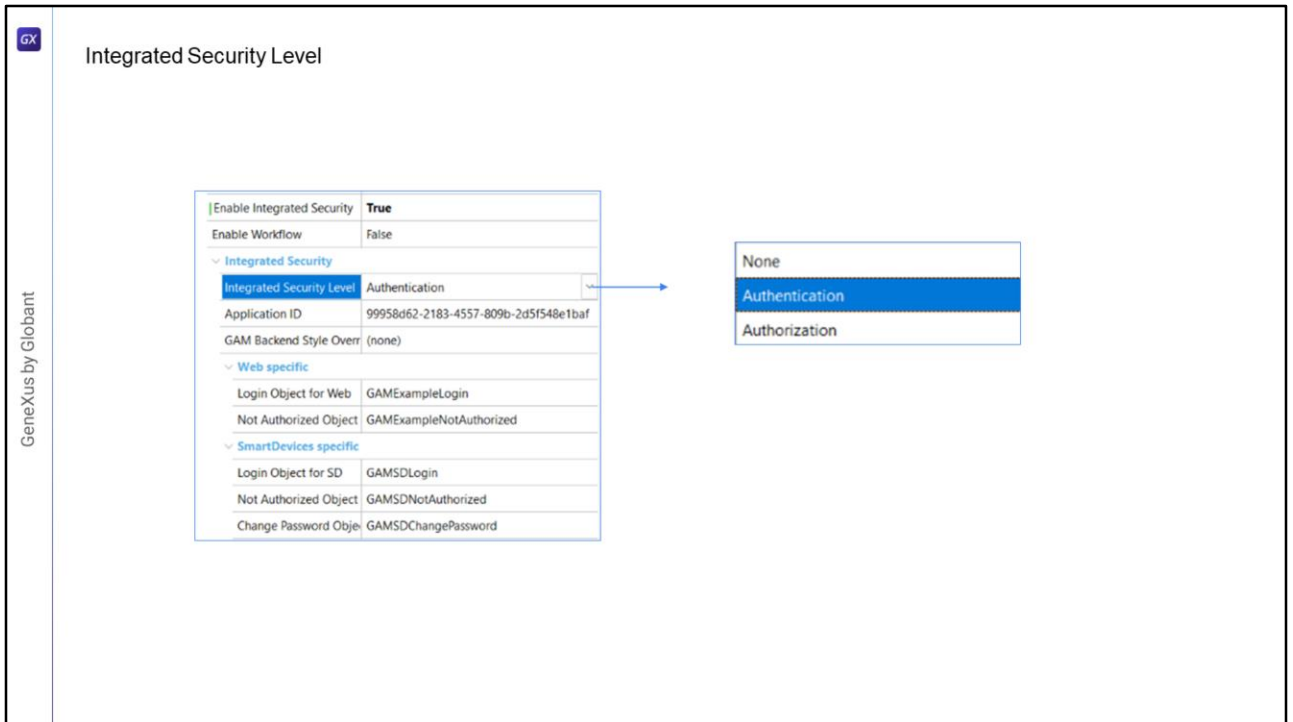 GX
Integrated Security Level
GeneXus by Globant
Enable Integrated Security True
Enable Workflow False
Integrated Security
Integrated Security Level Authentication
Application ID 99958d62-2183-4557-809b-2d5f548e1baf
GAM Backend Style Overr (none)
Web specific
Login Object for Web GAMExampleLogin
Not Authorized Object GAMExampleNotAuthorized
SmartDevices specific
Login Object for SD GAMSDLogin
Not Authorized Object GAMSDNotAuthorized
Change Password Obje GAMSDChangePassword
None
Authentication
Authorization